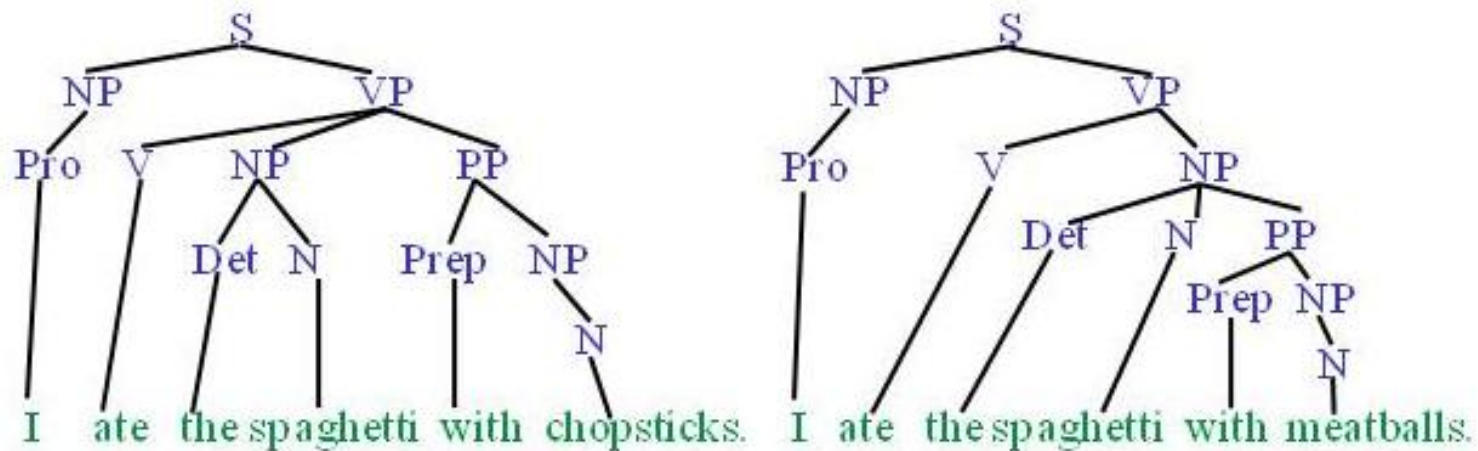 S S
NP VP NP VP
Pro V NP PP Pro V NP
Det N PP
Det N Prep NP
Prep NP
N
N
I ate the spaghetti with chopsticks. I ate the spaghetti with meatballs.